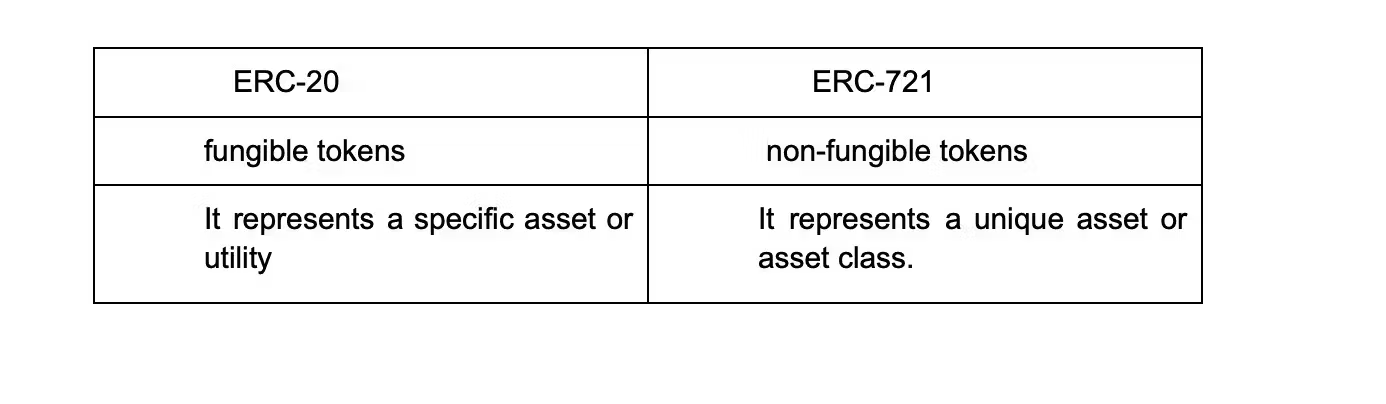 ERC-20
ERC-721
fungible tokens
non-fungible tokens
It represents a specific asset or
utility
It represents a unique asset or
asset class.